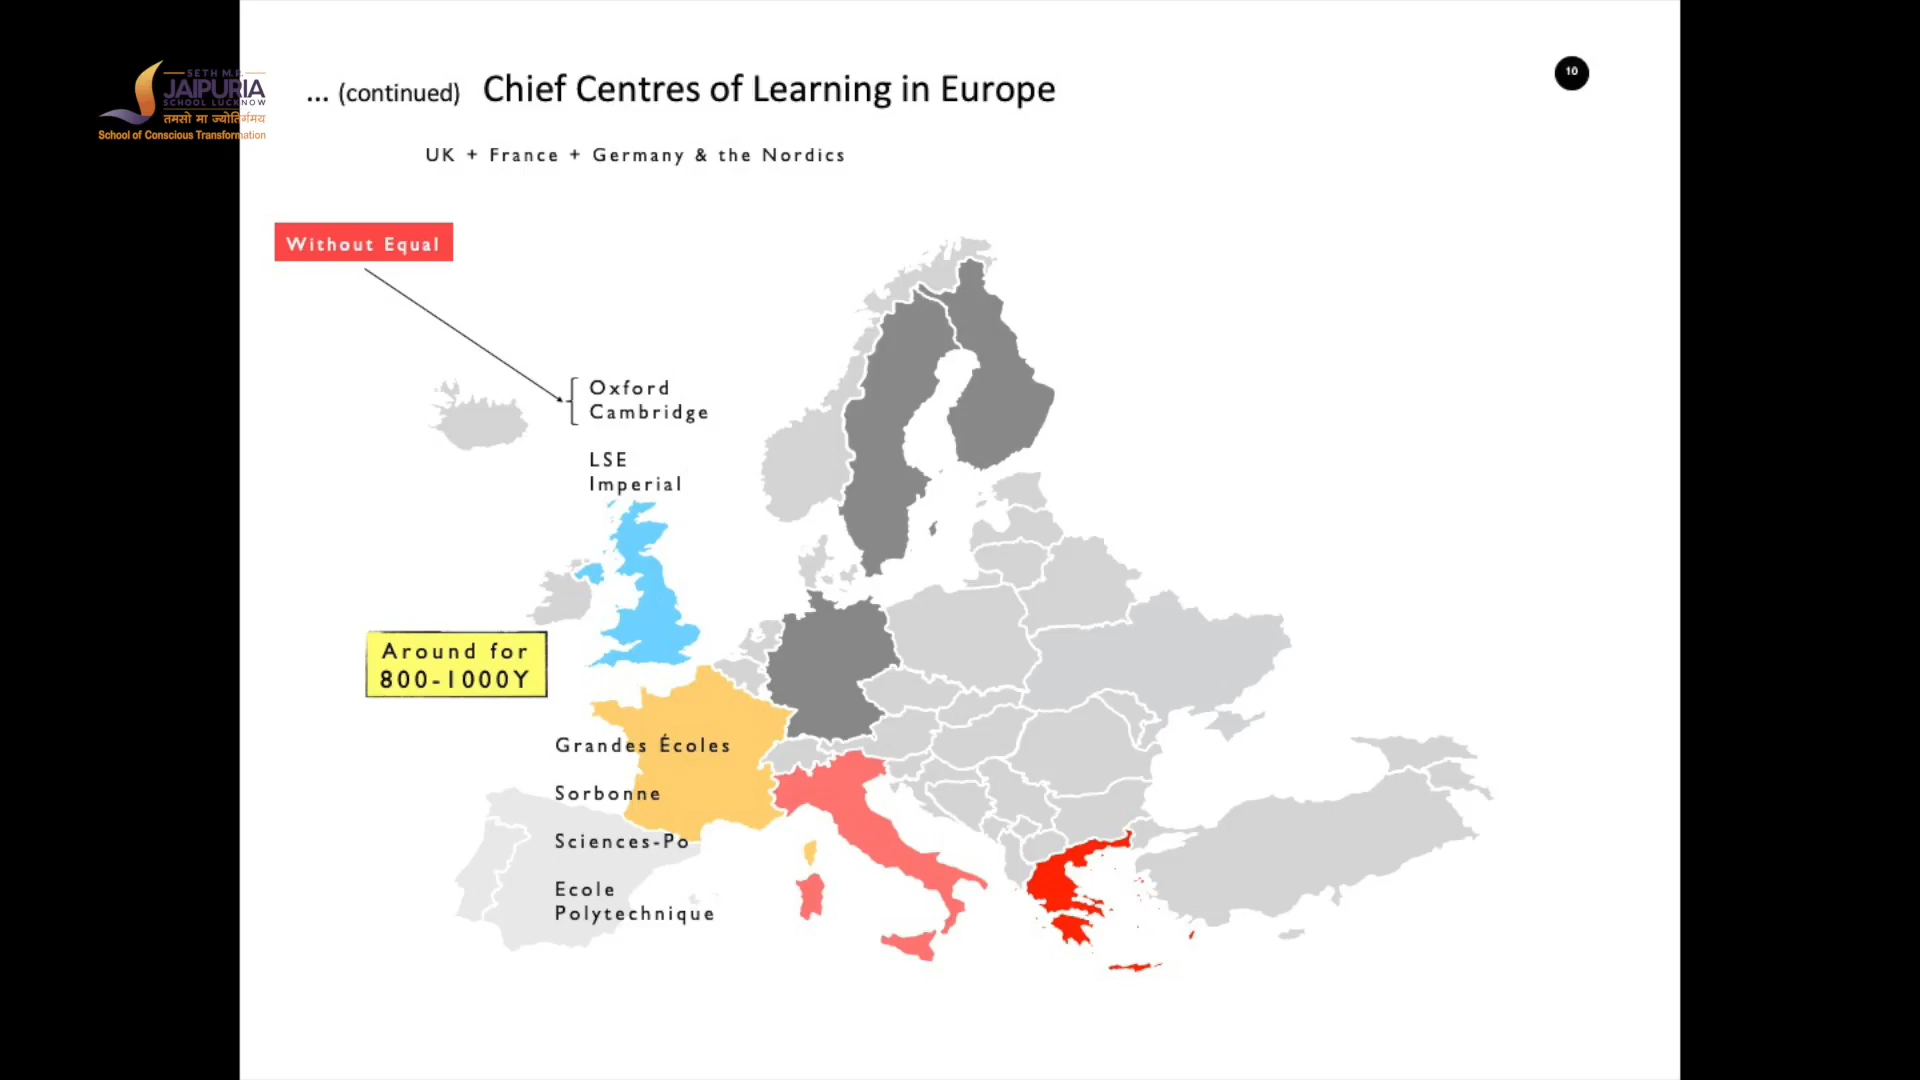 SETH M.P.
JAIPURIA
SCHOOL LUCKNOW
तमसो मा ज्योतिर्गमय
School of Conscious Transformation
... (continued) Chief Centres of Learning in Europe
10
UK + France + Germany & the Nordics
Without Equal
Oxford
Cambridge
LSE
Imperial
Around for
800-1000Y
Grandes Écoles
Sorbonne
Sciences-Po
Ecole
Polytechnique